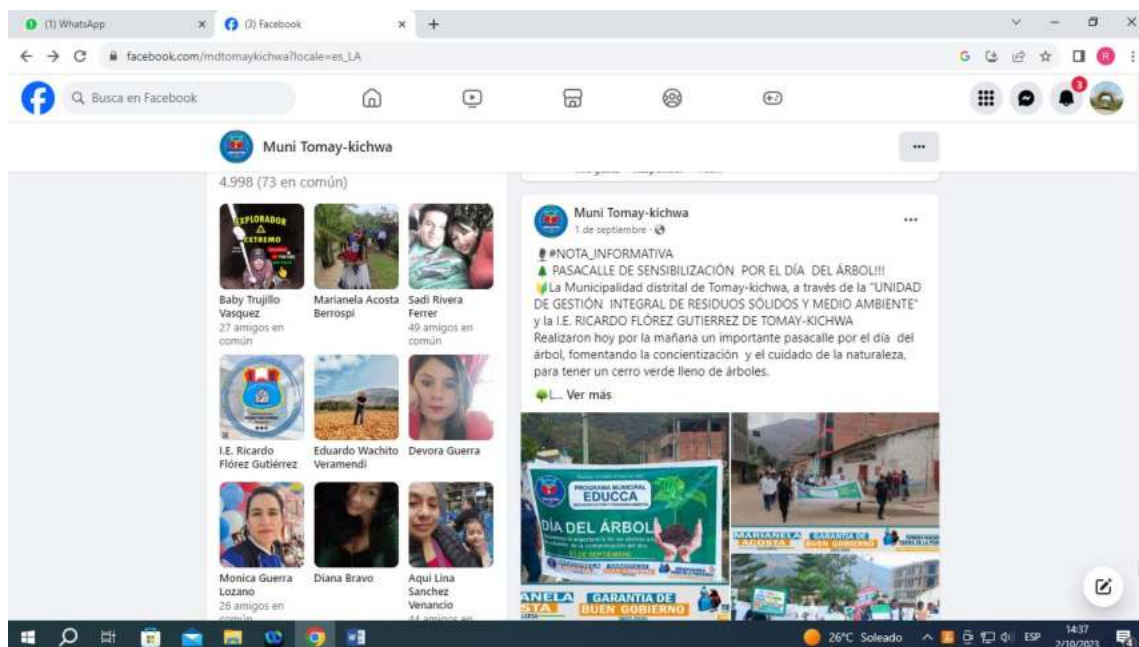 (1) WhatsApp
(3) Facebook
facebook.com/mdtomaykichwa?locale=es_LA
R
Busca en Facebook
3
Muni Tomay-kichwa
4.998 (73 en común)
EXPLORADOR
EXTREMO
Baby Trujillo
Vasquez
27 amigos en
común
Marianela Acosta
Berrospi
Sadi Rivera
Ferrer
49 amigos en
común
I.E. Ricardo
Flórez Gutiérrez
Eduardo Wachito
Veramendi
Devora Guerra
Monica Guerra
Lozano
26 amigos en
común
Diana Bravo
Aqui Lina
Sanchez
Venancio
44 amigos en
Muni Tomay-kichwa
1 de septiembre
#NOTA_INFORMATIVA
PASACALLE DE SENSIBILIZACIÓN POR EL DÍA DEL ÁRBOL!!!
La Municipalidad distrital de Tomay-kichwa, a través de la "UNIDAD
DE GESTIÓN INTEGRAL DE RESIDUOS SÓLIDOS Y MEDIO AMBIENTE"
y la I.E. RICARDO FLÓREZ GUTIERREZ DE TOMAY-KICHWA
Realizaron hoy por la mañana un importante pasacalle por el día del
árbol, fomentando la concientización y el cuidado de la naturaleza,
para tener un cerro verde lleno de árboles.
L... Ver más
PROGRAMA MUNICIPAL
EDUCCA
DÍA DEL ÁRBOL
MARIANELA
ACOSTA
GARANTIA DE
BUEN GOBIERNO
ANELA
STA
GARANTIA DE
BUEN GOBIERNO
26°C Soleado
ESP
14:37
2/10/2023